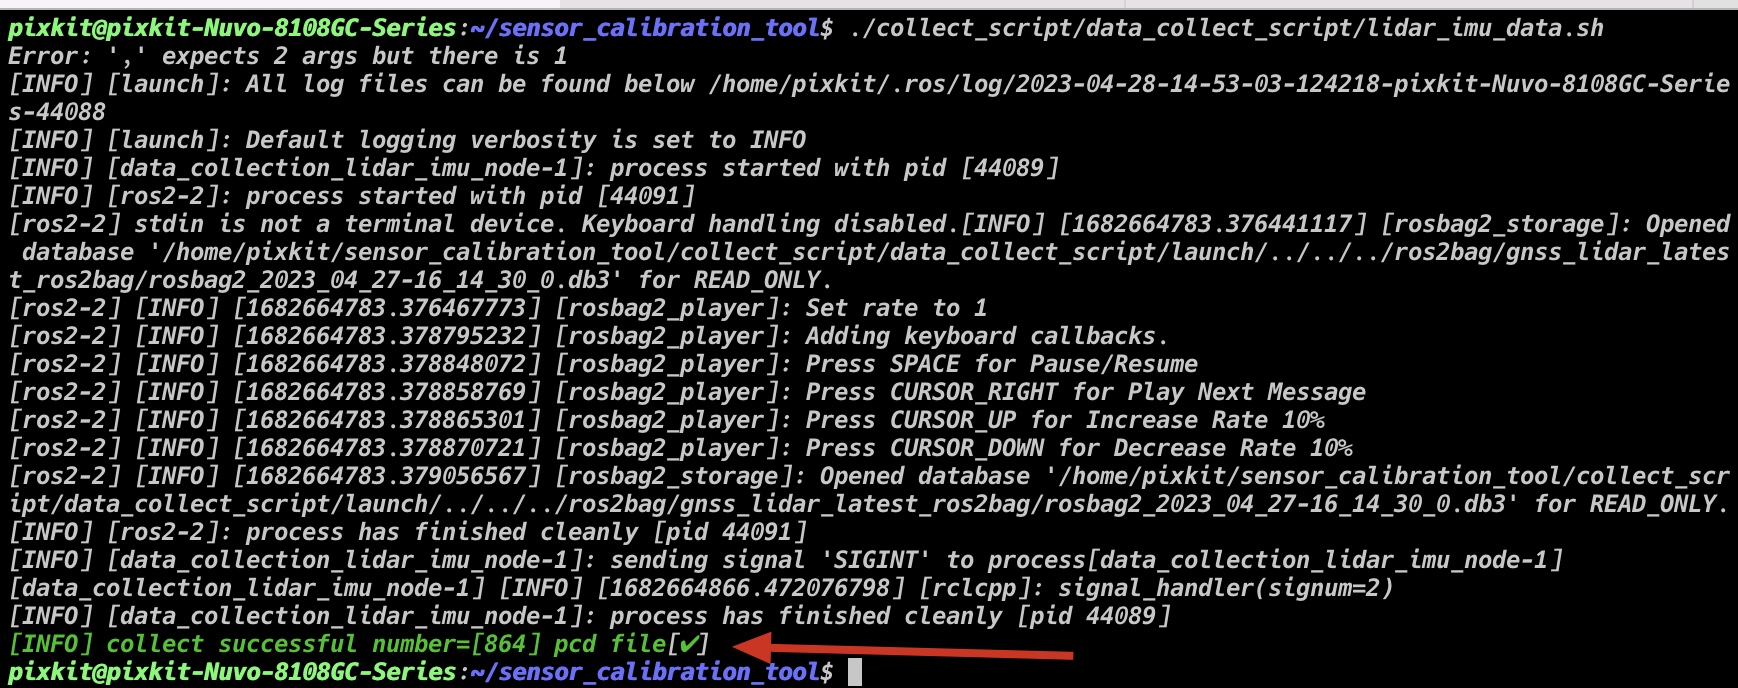 pixkit@pixkit-Nuvo-8108GC-Series:~/sensor_calibration_tool$ ./collect_script/data_collect_script/lidar_imu_data.sh
Error: ',' expects 2 args but there is 1
[INFO] [launch]: All log files can be found below /home/pixkit/.ros/log/2023-04-28-14-53-03-124218-pixkit-Nuvo-8108GC-Serie
s-44088
[INFO] [launch]: Default logging verbosity is set to INFO
[INFO] [data_collection_lidar_imu_node-1]: process started with pid [44089]
[INFO] [ros2-2]: process started with pid [44091]
[ros2-2] stdin is not a terminal device. Keyboard handling disabled.[INFO] [1682664783.376441117] [rosbag2_storage]: Opened
 database '/home/pixkit/sensor_calibration_tool/collect_script/data_collect_script/launch/../../../ros2bag/gnss_lidar_lates
t_ros2bag/rosbag2_2023_04_27-16_14_30_0.db3' for READ_ONLY.
[ros2-2] [INFO] [1682664783.376467773] [rosbag2_player]: Set rate to 1
[ros2-2] [INFO] [1682664783.378795232] [rosbag2_player]: Adding keyboard callbacks.
[ros2-2] [INFO] [1682664783.378848072] [rosbag2_player]: Press SPACE for Pause/Resume
[ros2-2] [INFO] [1682664783.378858769] [rosbag2_player]: Press CURSOR_RIGHT for Play Next Message
[ros2-2] [INFO] [1682664783.378865301] [rosbag2_player]: Press CURSOR_UP for Increase Rate 10%
[ros2-2] [INFO] [1682664783.378870721] [rosbag2_player]: Press CURSOR_DOWN for Decrease Rate 10%
[ros2-2] [INFO] [1682664783.379056567] [rosbag2_storage]: Opened database '/home/pixkit/sensor_calibration_tool/collect_scr
ipt/data_collect_script/launch/../../../ros2bag/gnss_lidar_latest_ros2bag/rosbag2_2023_04_27-16_14_30_0.db3' for READ_ONLY.
[INFO] [ros2-2]: process has finished cleanly [pid 44091]
[INFO] [data_collection_lidar_imu_node-1]: sending signal 'SIGINT' to process[data_collection_lidar_imu_node-1]
[data_collection_lidar_imu_node-1] [INFO] [1682664866.472076798] [rclcpp]: signal_handler(signum=2)
[INFO] [data_collection_lidar_imu_node-1]: process has finished cleanly [pid 44089]
[INFO] collect successful number=[864] pcd file[✔]
pixkit@pixkit-Nuvo-8108GC-Series:~/sensor_calibration_tool$